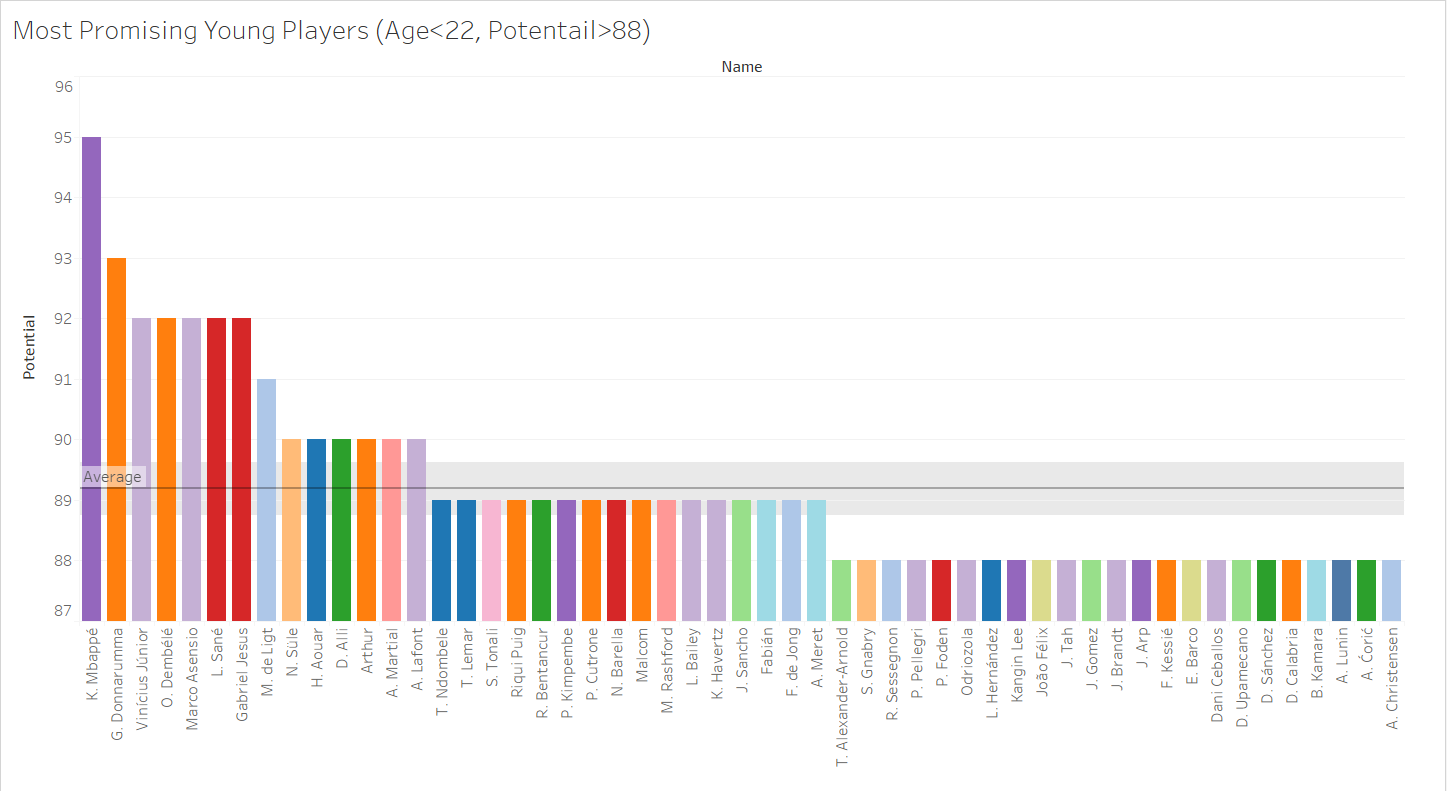 Most Promising Young Players (Age<22, Potentail>88)
Name
96
95
94
93
92
91
90
89
88
87
Potential
Average
K. Mbappé
G. Donnarumma
Vinícius Júnior
O. Dembélé
Marco Asensio
L. Sané
Gabriel Jesus
M. de Ligt
N. Süle
H. Aouar
D. Alli
Arthur
A. Martial
A. Lafont
T. Ndombele
T. Lemar
S. Tonali
Riqui Puig
R. Bentancur
P. Kimpembe
P. Cutrone
N. Barella
Malcom
M. Rashford
L. Bailey
K. Havertz
J. Sancho
Fabián
F. de Jong
A. Meret
T. Alexander-Arnold
S. Gnabry
R. Sessegnon
P. Pellegri
P. Foden
Odriozola
L. Hernández
Kangin Lee
João Félix
J. Tah
J. Gomez
J. Brandt
J. Arp
F. Kessié
E. Barco
Dani Ceballos
D. Upamecano
D. Sánchez
D. Calabria
B. Kamara
A. Lunin
A. Ćorić
A. Christensen